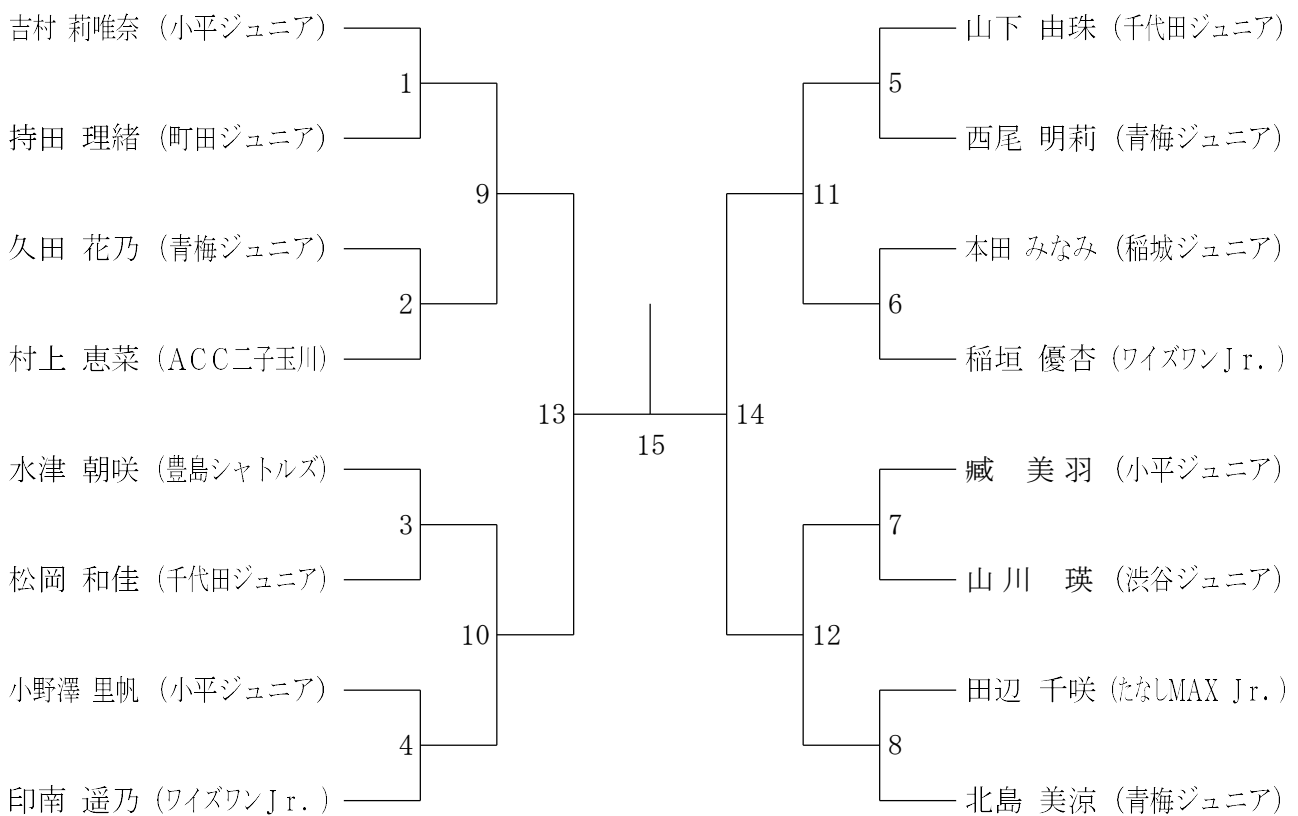 吉村 莉唯奈 (小平ジュニア)
1
持田 理緒 (町田ジュニア)
9
久田 花乃 (青梅ジュニア)
2
村上 恵菜 (ACC二子玉川)
13
水津 朝咲 (豊島シャトルズ)
3
松岡 和佳 (千代田ジュニア)
10
小野澤 里帆 (小平ジュニア)
4
印南 遥乃 (ワイズワンJr.)
15
山下 由珠 (千代田ジュニア)
5
西尾 明莉 (青梅ジュニア)
11
本田 みなみ (稲城ジュニア)
6
稲垣 優杏 (ワイズワンJr.)
14
臧 美羽 (小平ジュニア)
7
山川 瑛 (渋谷ジュニア)
12
田辺 千咲 (たなしMAX Jr.)
8
北島 美涼 (青梅ジュニア)